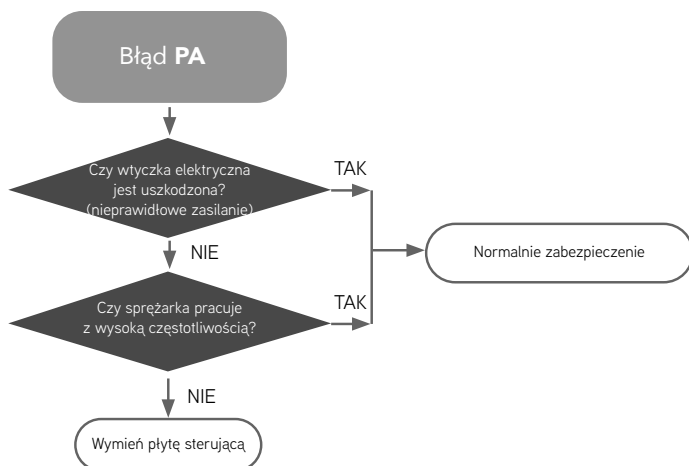 Błąd PA
Czy wtyczka elektryczna
jest uszkodzona?
(nieprawidłowe zasilanie)
TAK
Normalnie zabezpieczenie
NIE
Czy sprężarka pracuje
z wysoką częstotliwością?
TAK
NIE
Wymień płytę sterującą